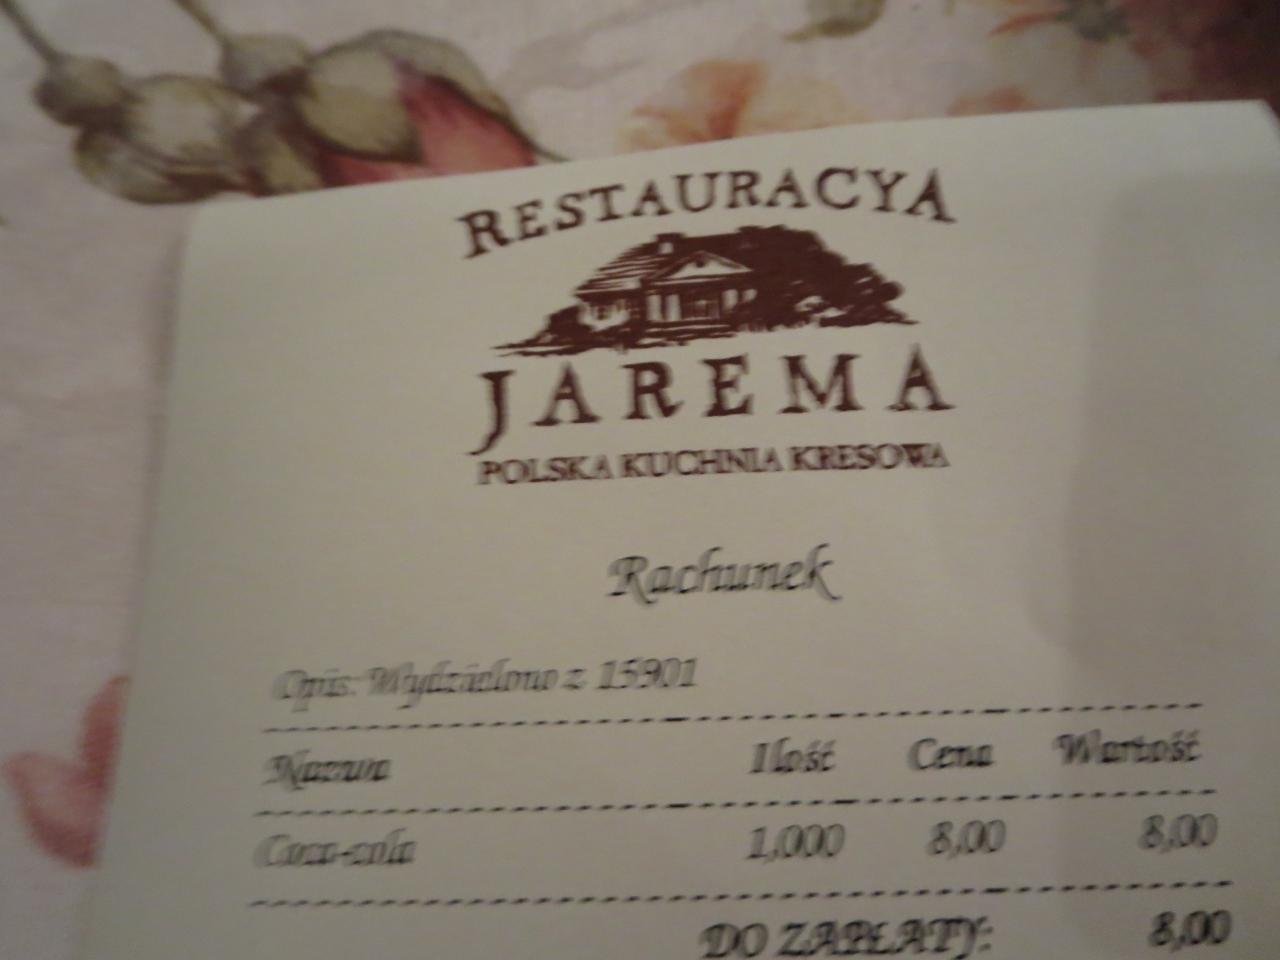 RESTAURACYA
JAREMA
POLSKA KUCHNIA KRESOWA
Rachunek
Opis: Wydzielono z 15901
Nazwa Ilość Cena Wartość
Coca-cola 1,000 8,00 8,00
DO ZAPŁATY: 8,00